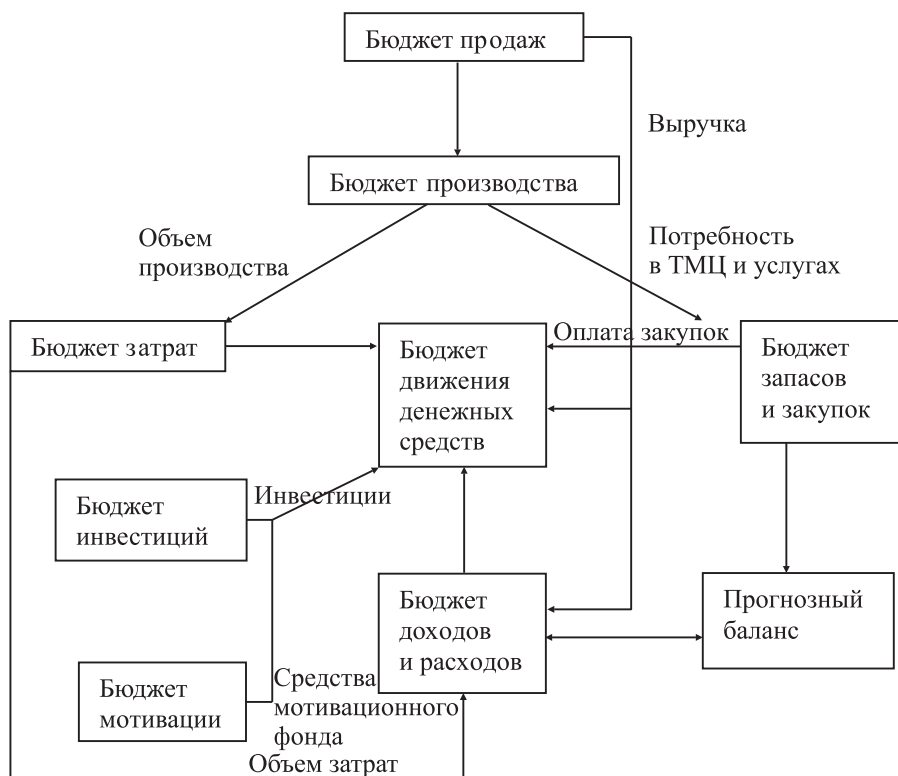 Бюджет продаж
Выручка
Бюджет производства
Объем
производства
Потребность
в ТМЦ и услугах
Бюджет затрат
Бюджет
движения
денежных
средств
Оплата закупок
Бюджет
запасов
и закупок
Бюджет
инвестиций
Инвестиции
Бюджет
доходов
и расходов
Прогнозный
баланс
Бюджет
мотивации
Средства
мотивационного
фонда
Объем затрат